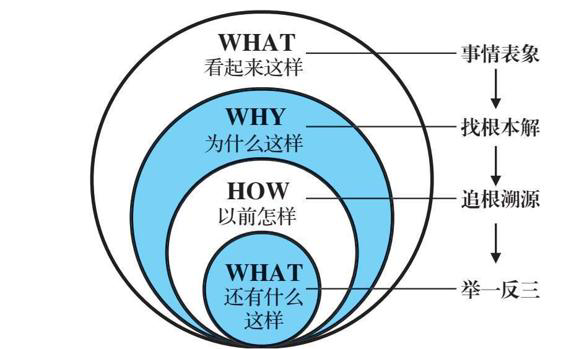 WHAT
看起来这样
事情表象
WHY
为什么这样
找根本解
HOW
以前怎样
追根溯源
WHAT
还有什么
这样
举一反三